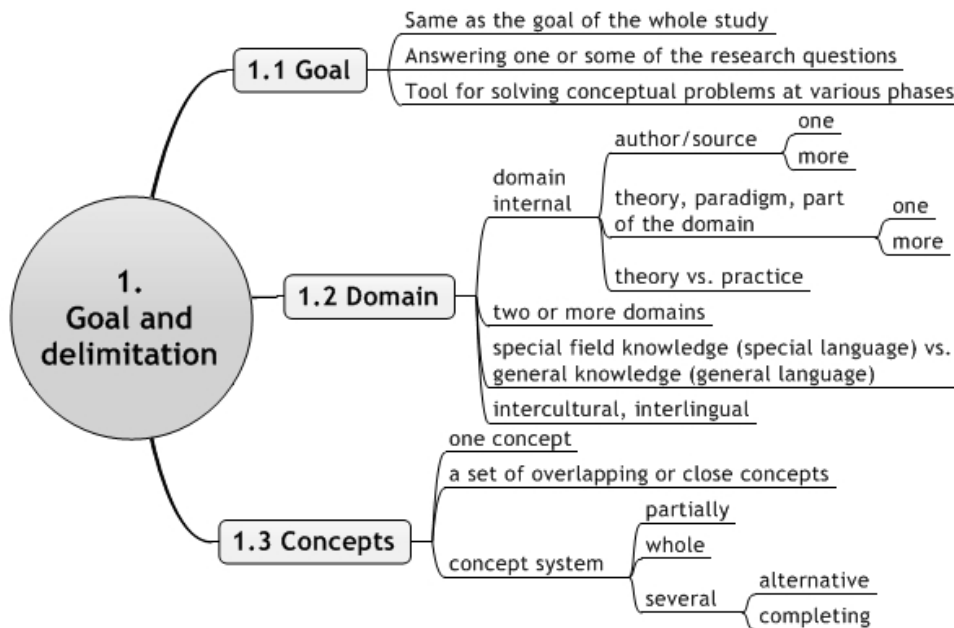 1.
Goal and
delimitation
1.1 Goal
Same as the goal of the whole study
Answering one or some of the research questions
Tool for solving conceptual problems at various phases
1.2 Domain
domain
internal
author/source
one
more
theory, paradigm, part
of the domain
one
more
theory vs. practice
two or more domains
special field knowledge (special language) vs.
general knowledge (general language)
intercultural, interlingual
1.3 Concepts
one concept
a set of overlapping or close concepts
concept system
partially
whole
several
alternative
completing